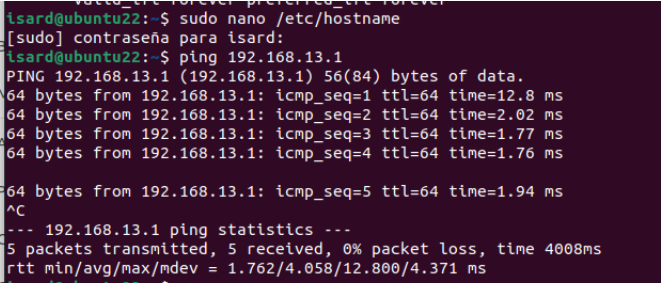 valid_lft forever preferred_lft forever
isard@ubuntu22:~$ sudo nano /etc/hostname
[sudo] contraseña para isard:
isard@ubuntu22:~$ ping 192.168.13.1
PING 192.168.13.1 (192.168.13.1) 56(84) bytes of data.
64 bytes from 192.168.13.1: icmp_seq=1 ttl=64 time=12.8 ms
64 bytes from 192.168.13.1: icmp_seq=2 ttl=64 time=2.02 ms
64 bytes from 192.168.13.1: icmp_seq=3 ttl=64 time=1.77 ms
64 bytes from 192.168.13.1: icmp_seq=4 ttl=64 time=1.76 ms
64 bytes from 192.168.13.1: icmp_seq=5 ttl=64 time=1.94 ms
^C
--- 192.168.13.1 ping statistics ---
5 packets transmitted, 5 received, 0% packet loss, time 4008ms
rtt min/avg/max/mdev = 1.762/4.058/12.800/4.371 ms